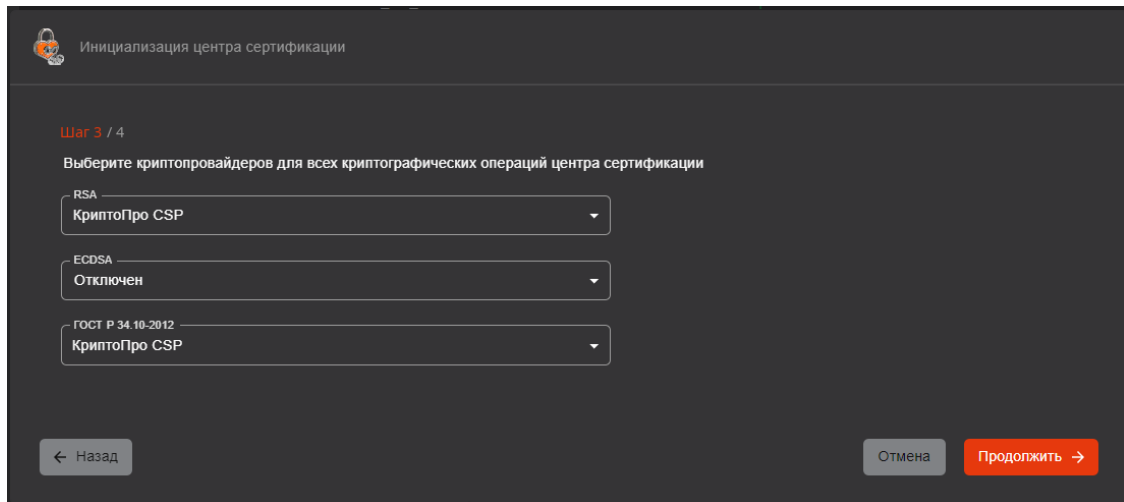 Инициализация центра сертификации
Шаг 3 / 4
Выберите криптопровайдеров для всех криптографических операций центра сертификации
RSA
КриптоПро CSP
ECDSA
Отключен
ГОСТ Р 34.10-2012
КриптоПро CSP
← Назад
Отмена
Продолжить →